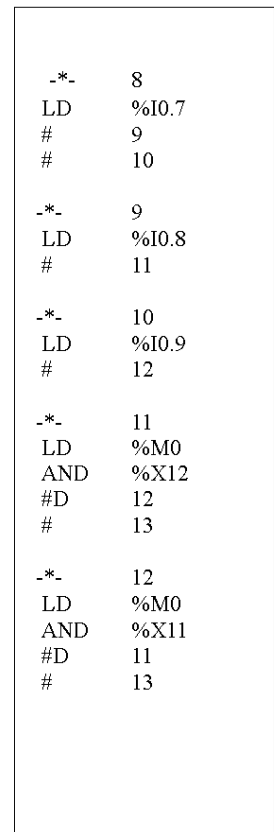 -*- 8
LD %I0.7
# 9
# 10
-*- 9
LD %I0.8
# 11
-*- 10
LD %I0.9
# 12
-*- 11
LD %M0
AND %X12
#D 12
# 13
-*- 12
LD %M0
AND %X11
#D 11
# 13